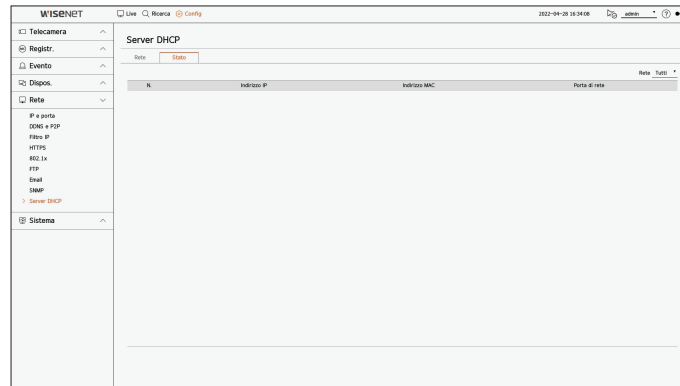 WISENET
Live Ricerca Config 2022-04-28 16:34:08 admin ?
Telecamera
Registr.
Evento
Dispos.
Rete
IP e porta
DDNS e P2P
Filtro IP
HTTPS
802.1x
FTP
Email
SNMP
> Server DHCP
Sistema
Server DHCP
Rete Stato
Rete Tutti
N. Indirizzo IP Indirizzo MAC Porta di rete